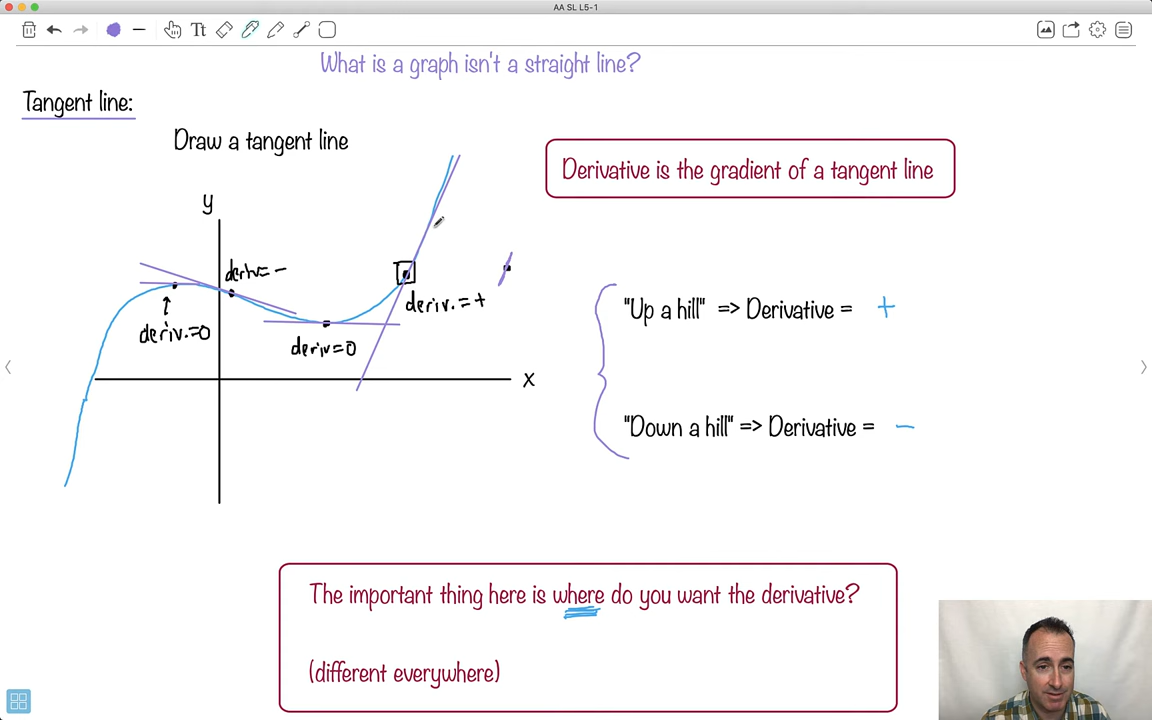 AA SL L5-1
Tt
What is a graph isn't a straight line?
Tangent line:
Draw a tangent line
Derivative is the gradient of a tangent line
y
deriv= -
deriv.=+
deriv.=0
deriv=0
x
"Up a hill" => Derivative = +
"Down a hill" => Derivative = -
The important thing here is where do you want the derivative?
(different everywhere)